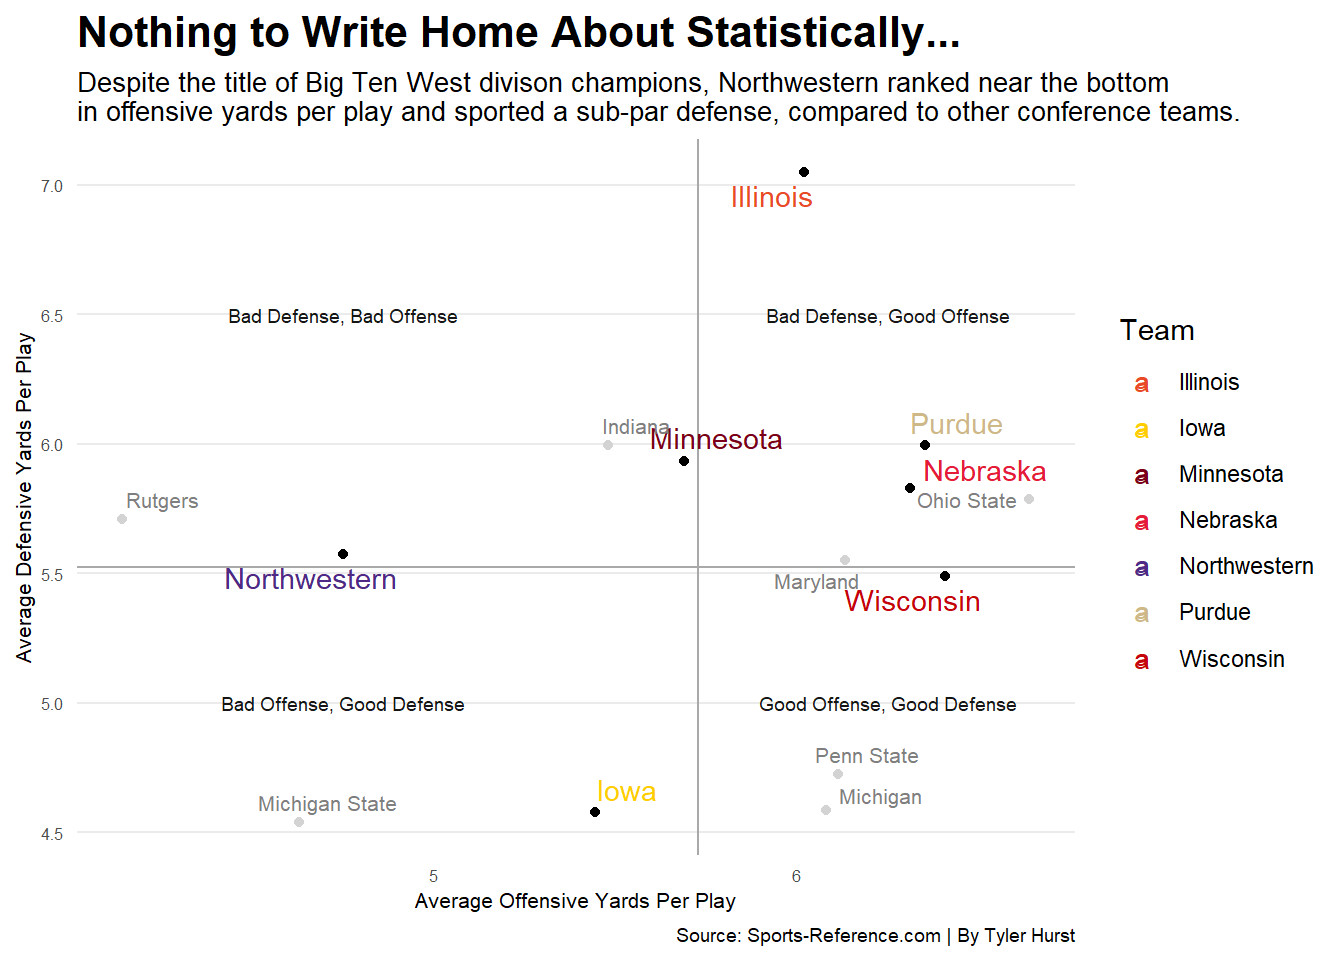 Nothing to Write Home About Statistically...
Despite the title of Big Ten West divison champions, Northwestern ranked near the bottom
in offensive yards per play and sported a sub-par defense, compared to other conference teams.
7.0
Illinois
6.5
Bad Defense, Bad Offense
Bad Defense, Good Offense
Average Defensive Yards Per Play
6.0
Indiana
Minnesota
Purdue
Nebraska
Rutgers
Ohio State
5.5
Northwestern
Maryland
Wisconsin
5.0
Bad Offense, Good Defense
Good Offense, Good Defense
Penn State
Iowa
Michigan State
Michigan
4.5
5
6
Average Offensive Yards Per Play
Source: Sports-Reference.com | By Tyler Hurst
Team
a Illinois
a Iowa
a Minnesota
a Nebraska
a Northwestern
a Purdue
a Wisconsin